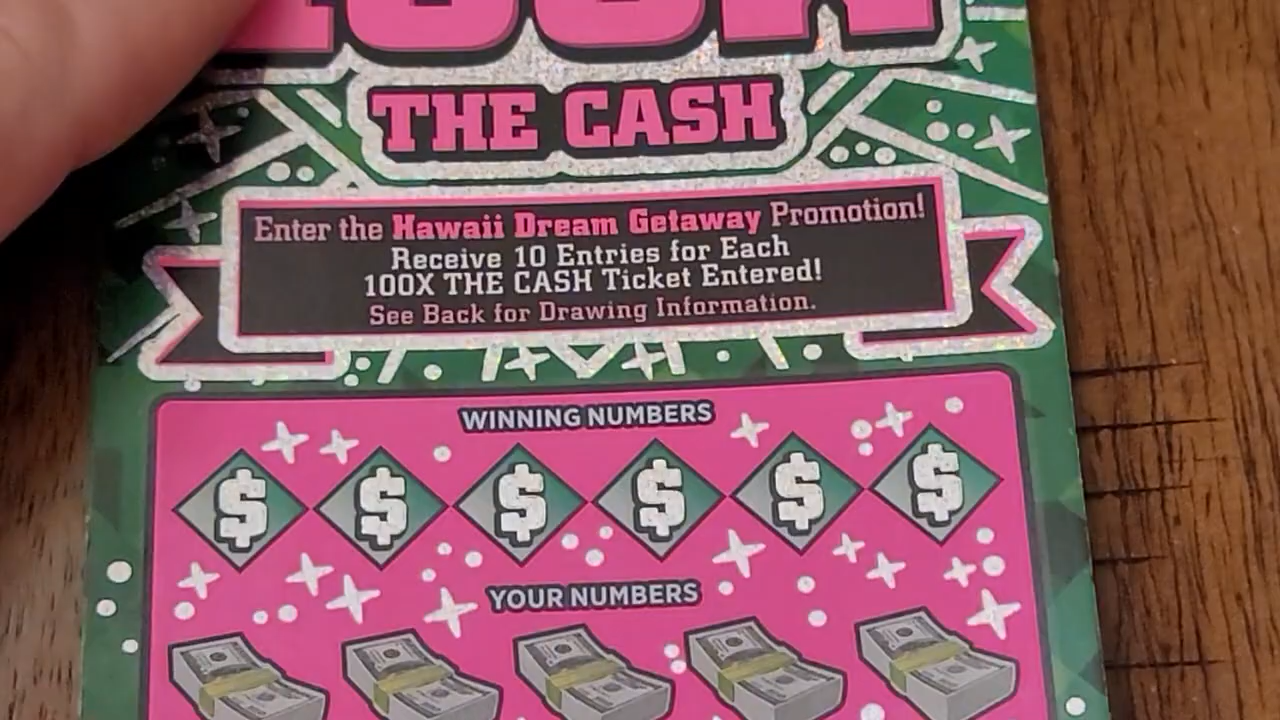 100X
THE CASH
Enter the Hawaii Dream Getaway Promotion!
Receive 10 Entries for Each
100X THE CASH Ticket Entered!
See Back for Drawing Information.
WINNING NUMBERS
$ $ $ $ $ $
YOUR NUMBERS